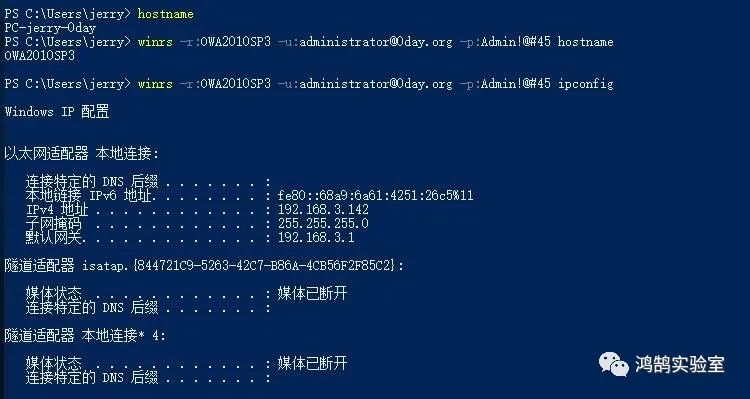 PS C:\Users\jerry> hostname
PC-jerry-0day
PS C:\Users\jerry> winrs -r:OWA2010SP3 -u:administrator@0day.org -p:Admin!@#45 hostname
OWA2010SP3
PS C:\Users\jerry> winrs -r:OWA2010SP3 -u:administrator@0day.org -p:Admin!@#45 ipconfig
Windows IP 配置
以太网适配器 本地连接:
连接特定的 DNS 后缀 . . . . . . . :
本地链接 IPv6 地址. . . . . . . . : fe80::68a9:6a61:4251:26c5%11
IPv4 地址 . . . . . . . . . . . . : 192.168.3.142
子网掩码 . . . . . . . . . . . . : 255.255.255.0
默认网关. . . . . . . . . . . . . : 192.168.3.1
隧道适配器 isatap.{844721C9-5263-42C7-B86A-4CB56F2F85C2}:
媒体状态 . . . . . . . . . . . . : 媒体已断开
连接特定的 DNS 后缀 . . . . . . . :
隧道适配器 本地连接* 4:
媒体状态 . . . . . . . . . . . . : 媒体已断开
连接特定的 DNS 后缀 . . . . . . . :
鸿鹄实验室